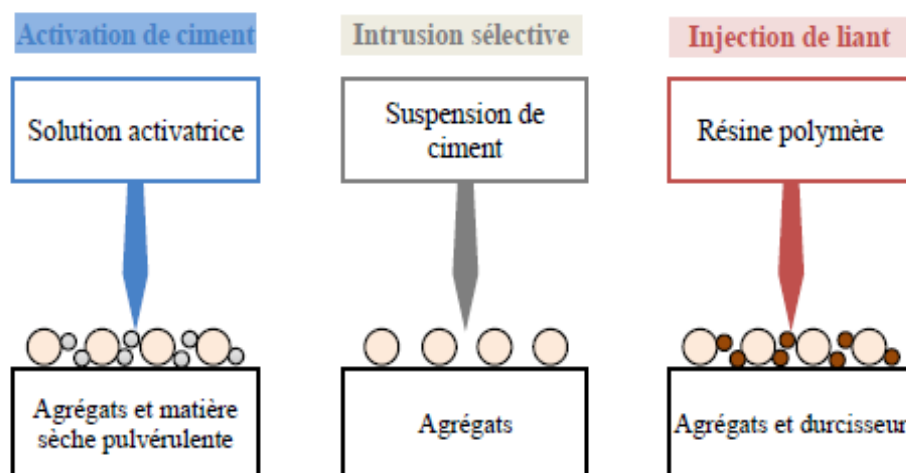 Activation de ciment
Intrusion sélective
Injection de liant
Solution activatrice
Suspension de
ciment
Résine polymère
Agrégats et matière
sèche pulvérulente
Agrégats
Agrégats et durcisseur